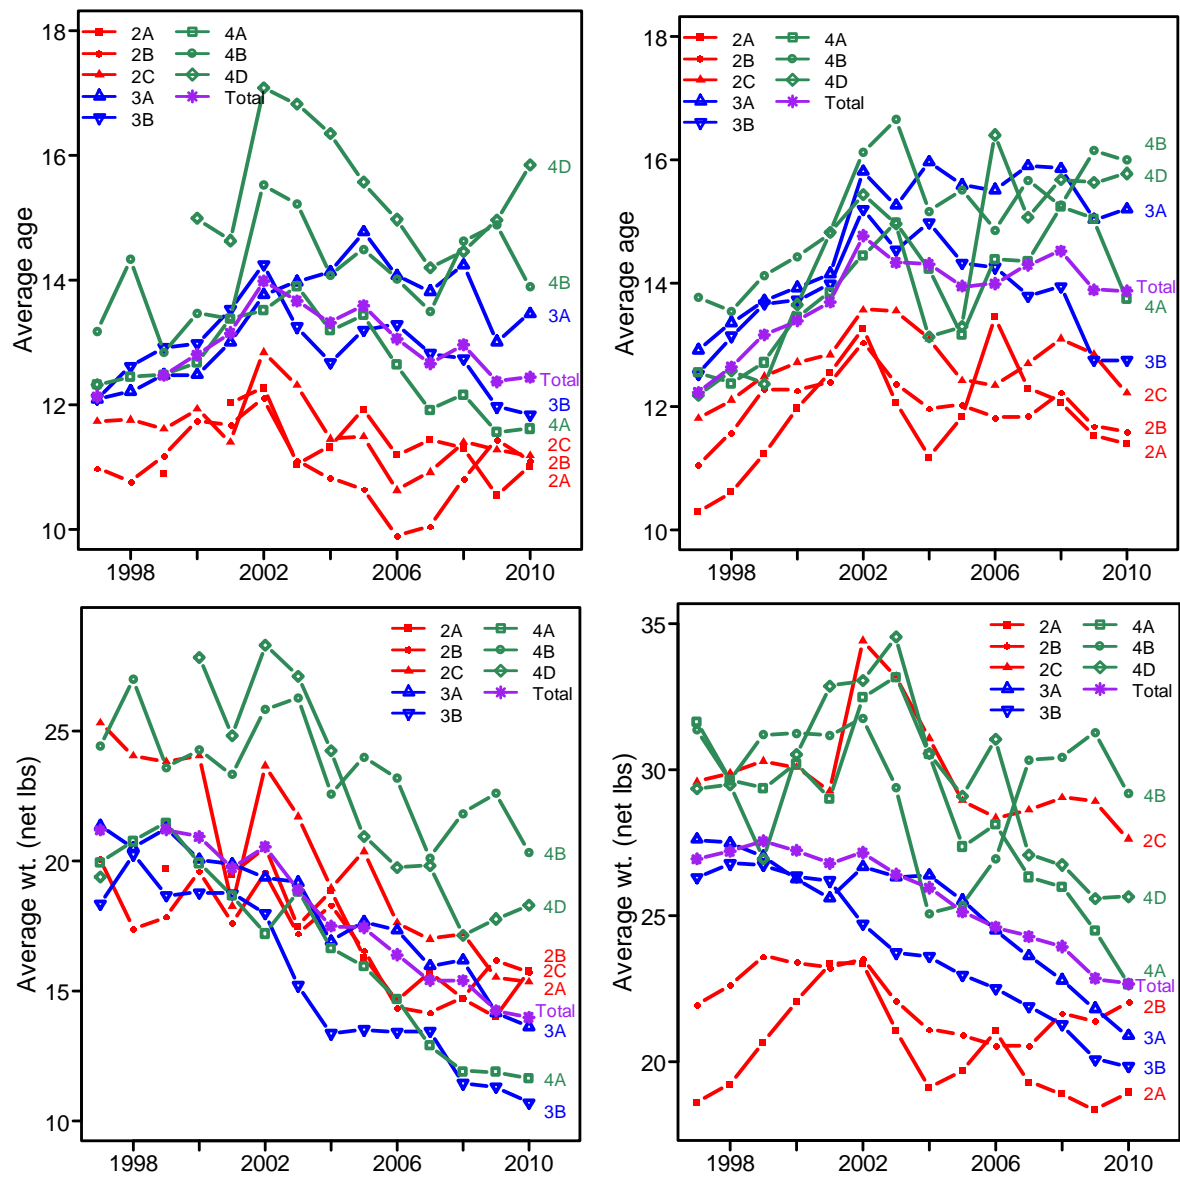 18
16
14
12
10
Average age
2A
2B
2C
3A
3B
4A
4B
4D
Total
4D
4B
3A
Total
3B
4A
2C
2B
2A
1998
2002
2006
2010
18
16
14
12
10
Average age
2A
2B
2C
3A
3B
4A
4B
4D
Total
4B
4D
3A
Total
4A
3B
2C
2B
2A
1998
2002
2006
2010
25
20
15
10
Average wt. (net lbs)
2A
2B
2C
3A
3B
4A
4B
4D
Total
4B
4D
2B
2C
2A
Total
3A
4A
3B
1998
2002
2006
2010
35
30
25
20
Average wt. (net lbs)
2A
2B
2C
3A
3B
4A
4B
4D
Total
4B
2C
4D
4A
Total
2B
3A
3B
2A
1998
2002
2006
2010